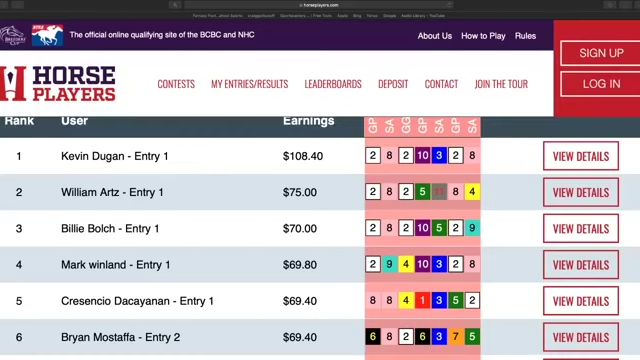 horseplayers.com
BREEDERS' CUP
NTRA
The official online qualifying site of the BCBC and NHC
About Us How to Play Rules
SIGN UP
LOG IN
HORSE
PLAYERS
CONTESTS MY ENTRIES/RESULTS LEADERBOARDS DEPOSIT CONTACT JOIN THE TOUR
Rank User Earnings GP SA GG GP SA GP SA
1 Kevin Dugan - Entry 1 $108.40 2 8 2 10 3 2 8 VIEW DETAILS
2 William Artz - Entry 1 $75.00 2 8 2 5 11 8 4 VIEW DETAILS
3 Billie Bolch - Entry 1 $70.00 2 8 2 10 5 2 9 VIEW DETAILS
4 Mark winland - Entry 1 $69.80 2 9 4 10 3 2 8 VIEW DETAILS
5 Cresencio Dacayanan - Entry 1 $69.40 8 8 4 1 3 5 2 VIEW DETAILS
6 Bryan Mostaffa - Entry 2 $69.40 6 8 2 6 3 7 5 VIEW DETAILS